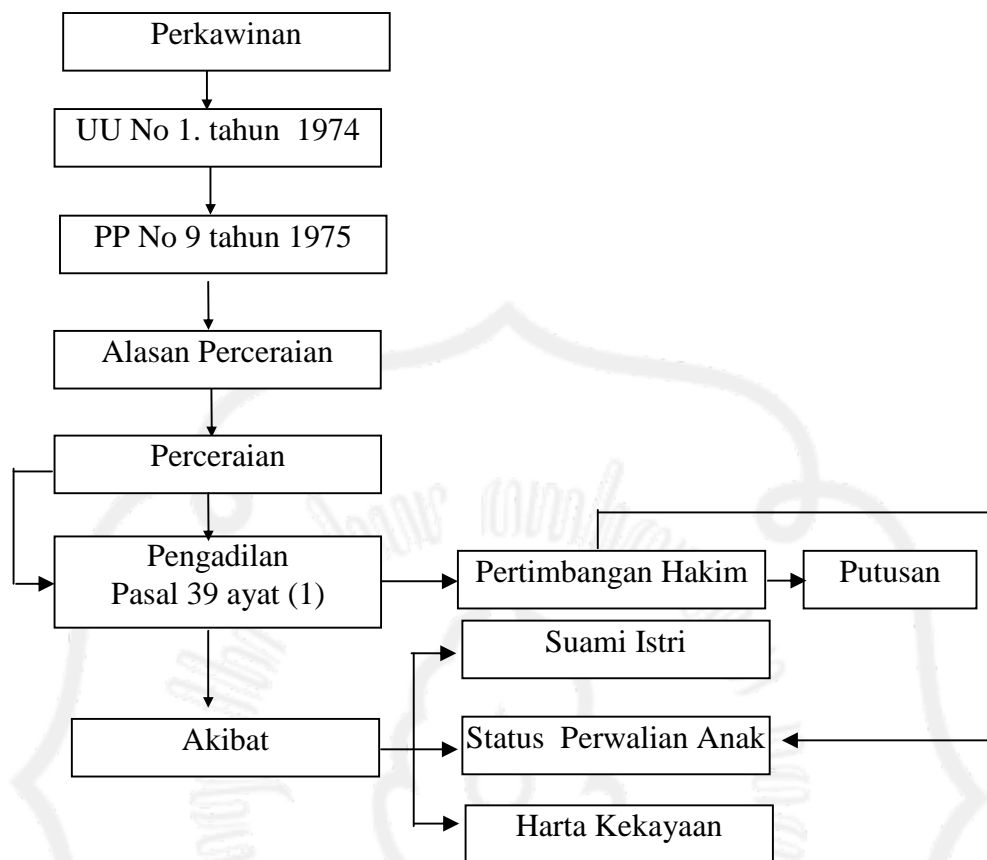 Perkawinan
UU No 1. tahun 1974
PP No 9 tahun 1975
Alasan Perceraian
Perceraian
Pengadilan
Pasal 39 ayat (1)
Pertimbangan Hakim
Putusan
Suami Istri
Akibat
Status Perwalian Anak
Harta Kekayaan